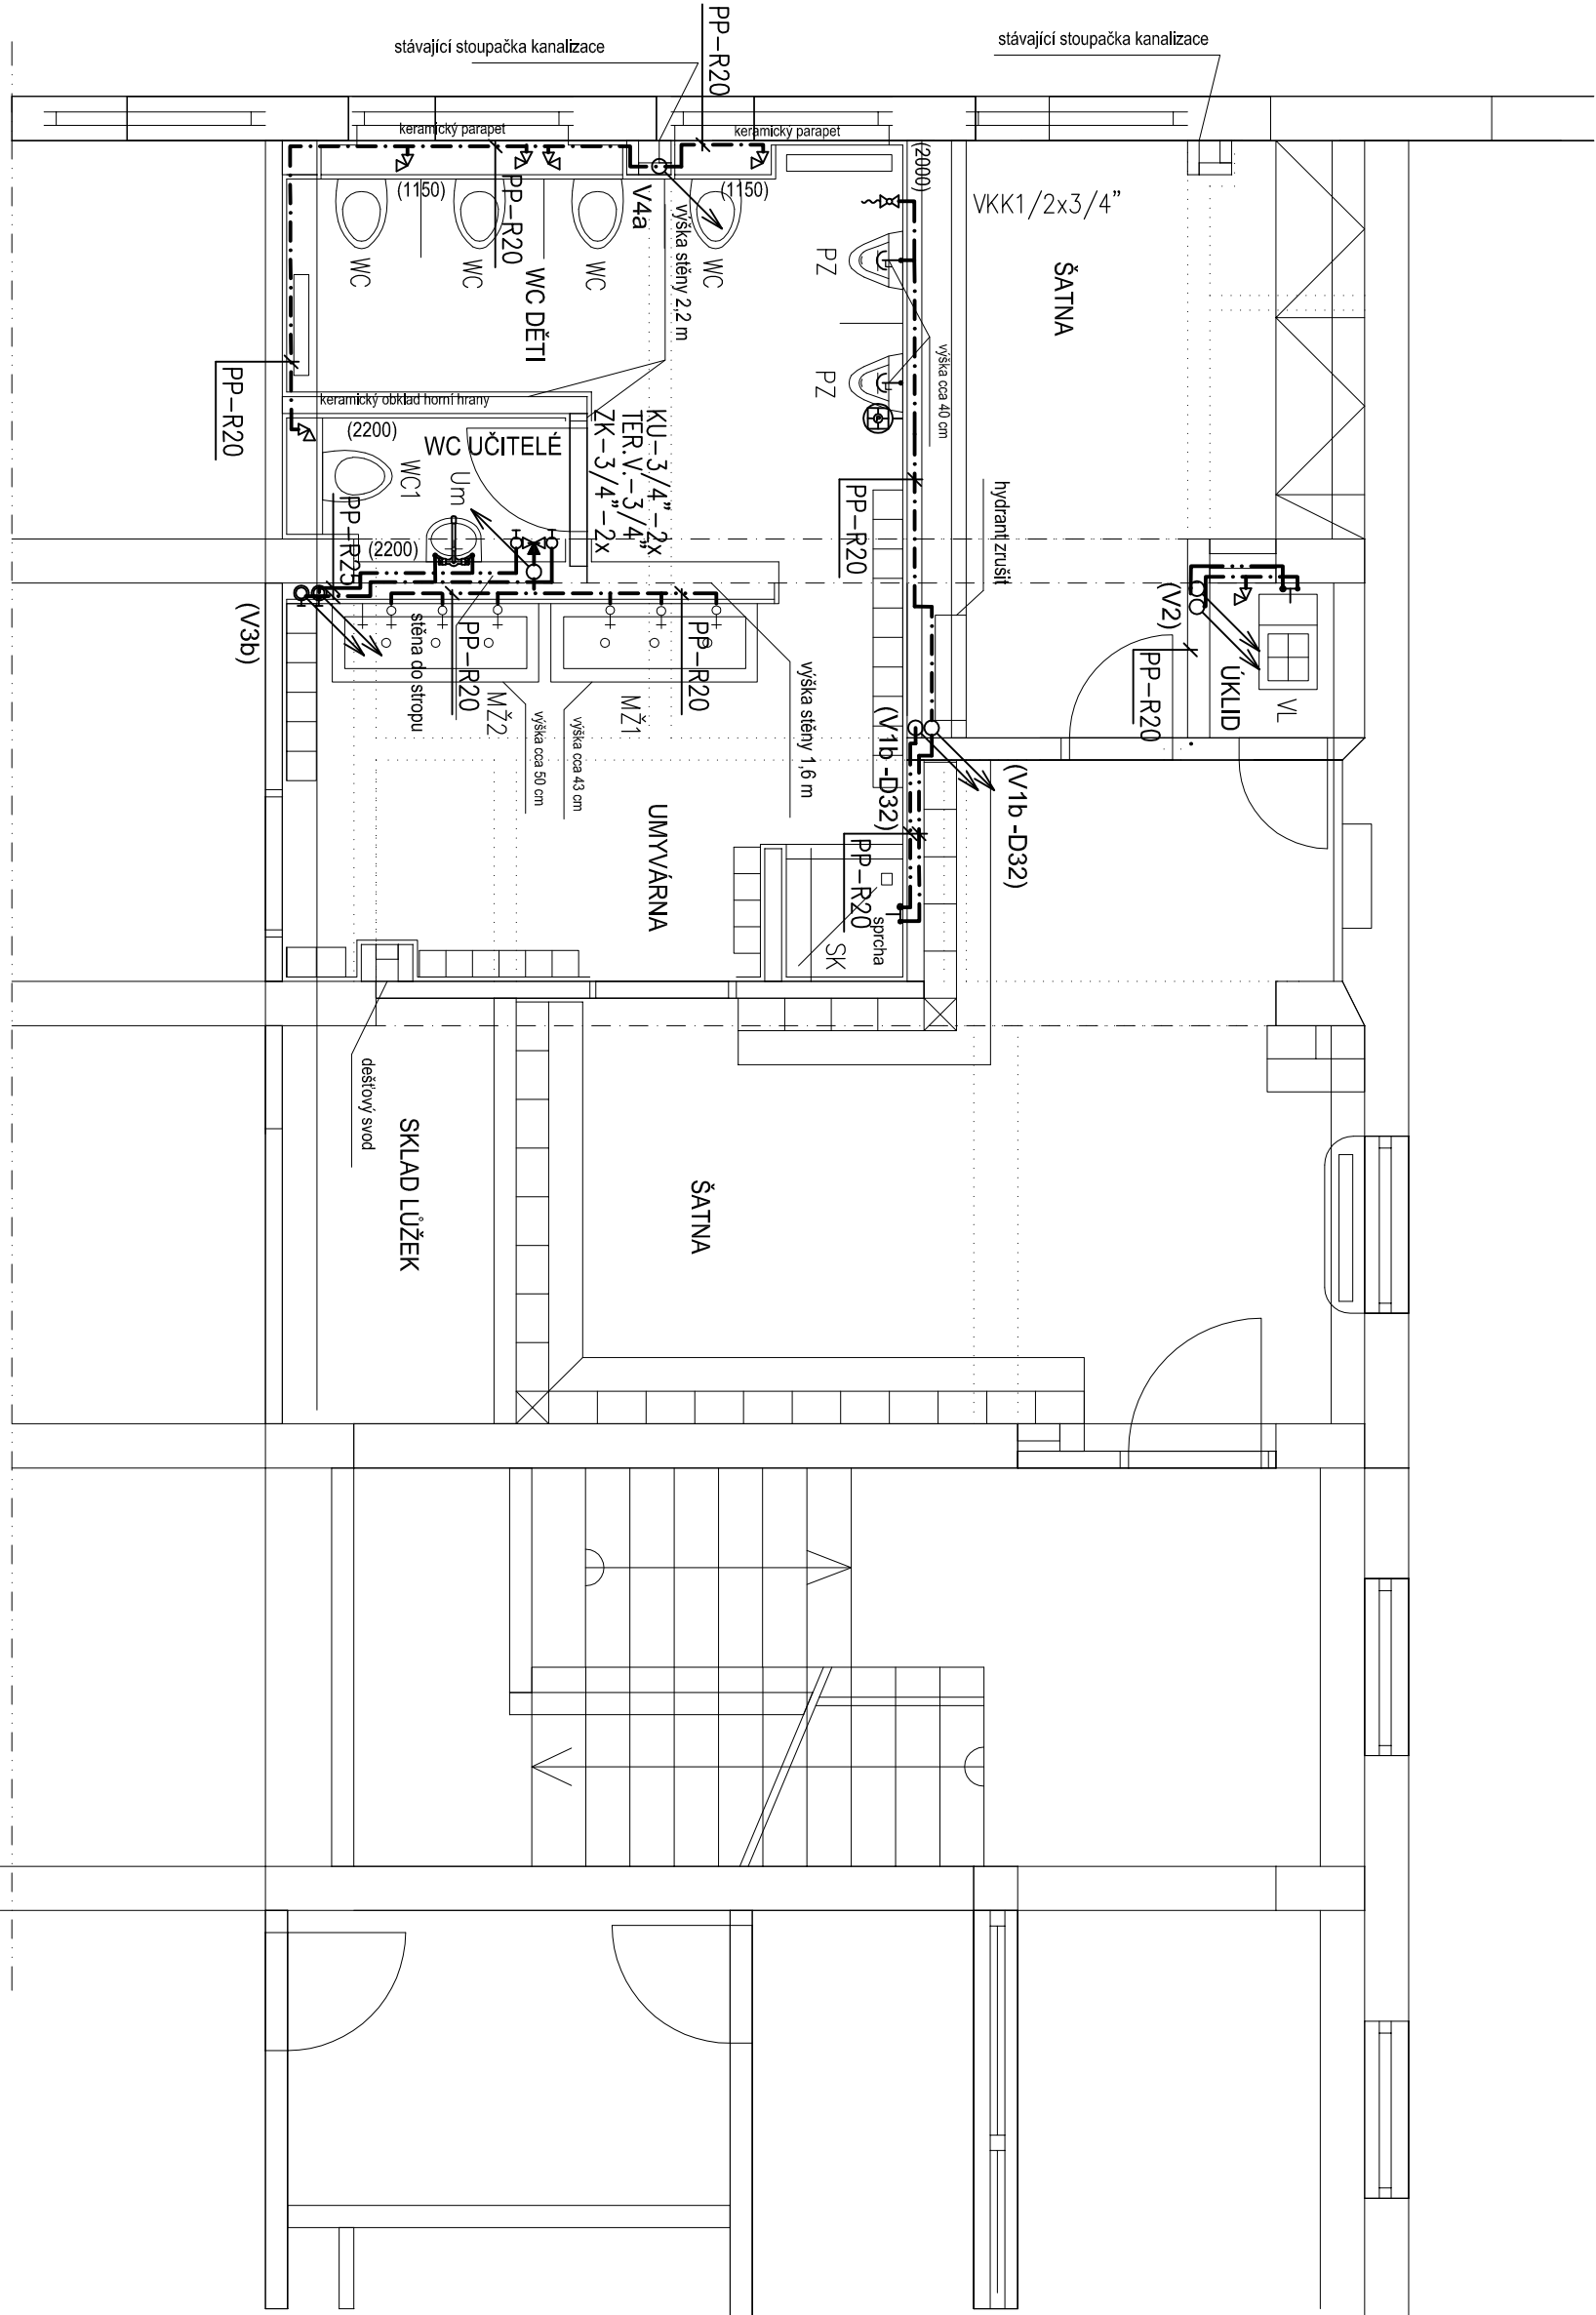 stávající stoupačka kanalizace
PP-R20
stávající stoupačka kanalizace
keramický parapet
keramický parapet
(1150)
PP-R20
V4a
(1150)
(2000)
VKK1/2x3/4"
výška stěny 2,2 m
WC
WC
WC
WC
PZ
ŠATNA
WC DĚTI
PZ
výška cca 40 cm
PP-R20
keramický obklad horní hrany
(2200)
WC UČITELÉ
KU-3/4"-2x
TER.V.-3/4"
ZK-3/4"-2x
WC1
Um
PP-R20
hydrant zrušit
PP-R25
(2200)
(V3b)
stěna do stropu
PP-R20
MŽ2
výška cca 50 cm
výška cca 43 cm
MŽ1
PP-R20
výška stěny 1,6 m
(V2)
PP-R20
ÚKLID
VL
(V1b -D32)
(V1b -D32)
UMYVÁRNA
PP-R20
sprcha
SK
dešťový svod
SKLAD LŮŽEK
ŠATNA